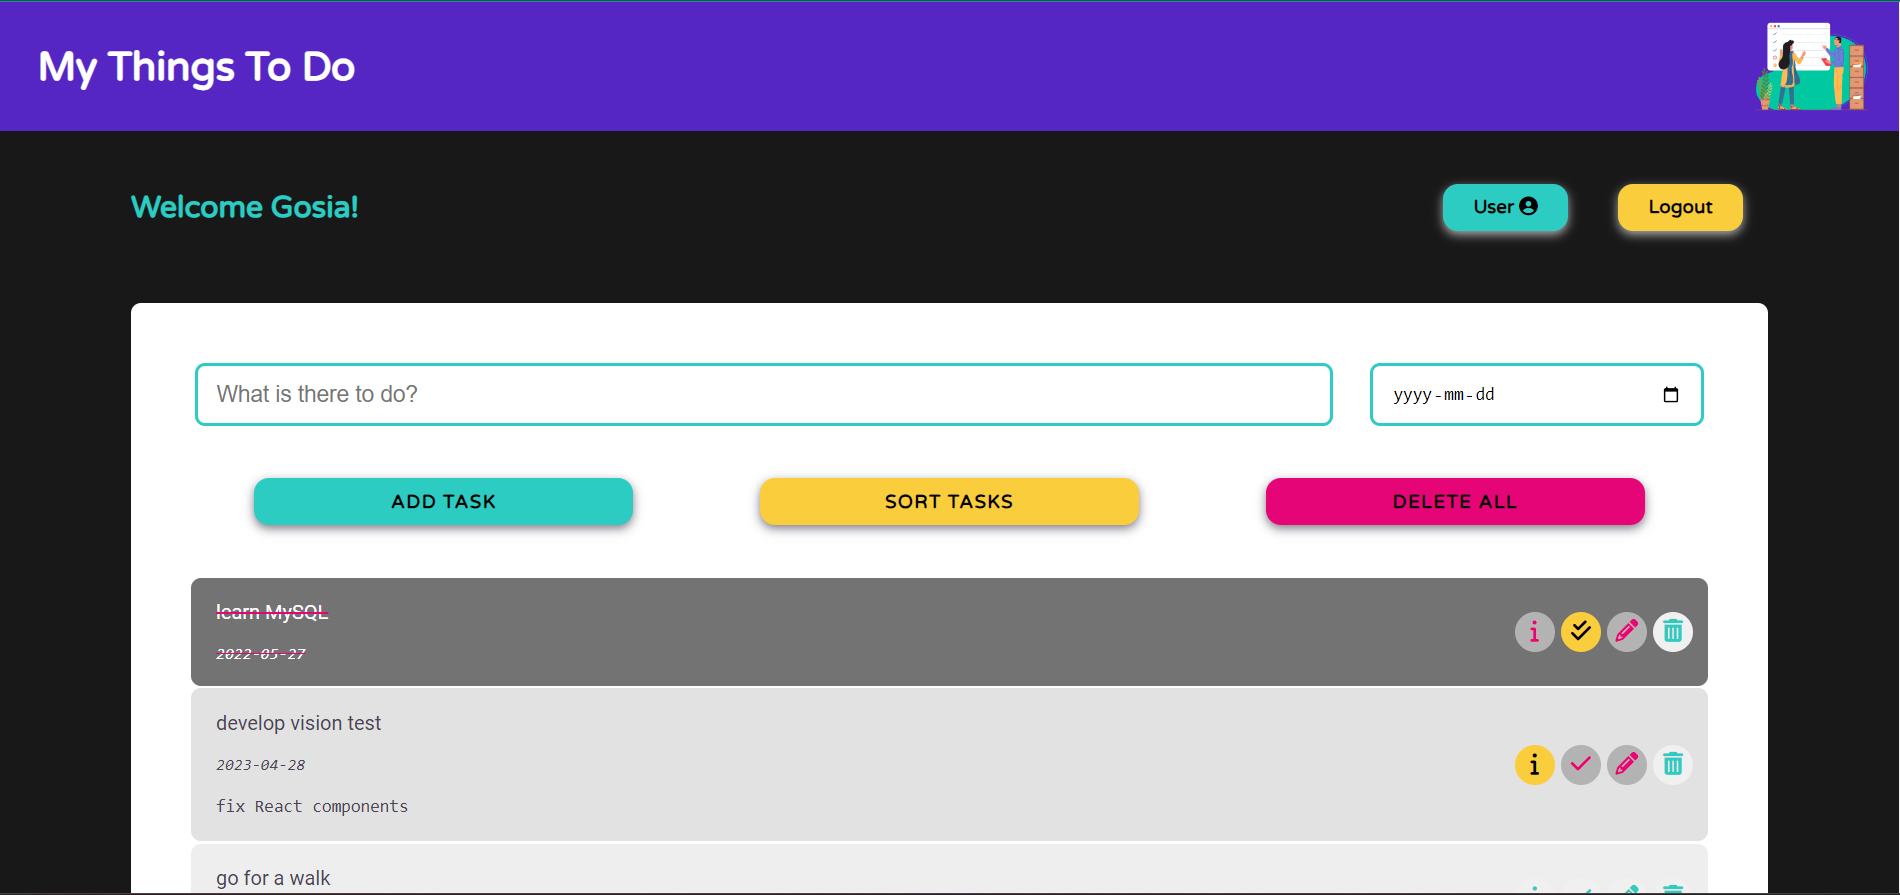 My Things To Do
Welcome Gosia!
User
Logout
What is there to do?
yyyy-mm-dd
ADD TASK
SORT TASKS
DELETE ALL
learn MySQL
2022-05-27
develop vision test
2023-04-28
fix React components
go for a walk